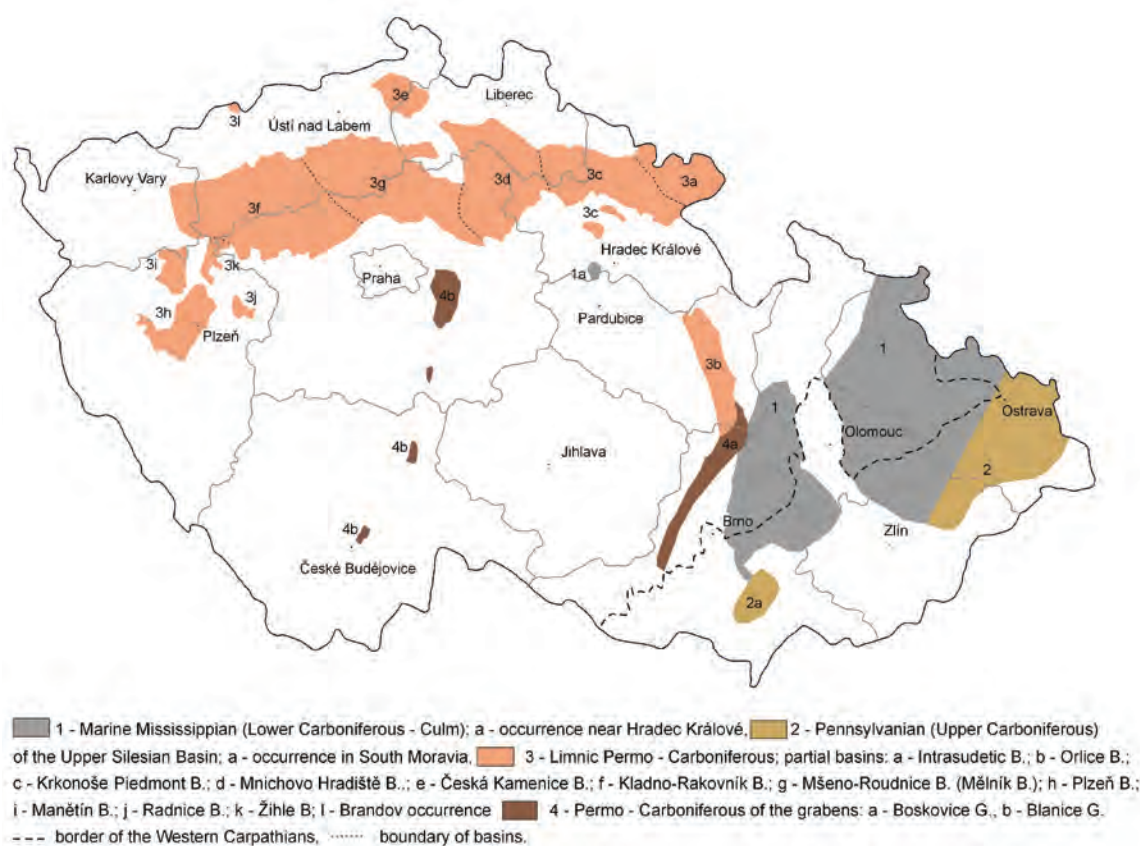 3e
Liberec
3l
Ústí nad Labem
Karlovy Vary
3g
3d
3c
3a
3f
3c
3i
3k
Hradec Králové
1a
Praha
4b
3h
3j
Plzeň
Pardubice
3b
1
1
Ostrava
4b
Jihlava
4a
Olomouc
2
4b
Brno
Zlín
České Budějovice
2a
1 - Marine Mississippian (Lower Carboniferous - Culm); a - occurrence near Hradec Králové, 2 - Pennsylvanian (Upper Carboniferous)
of the Upper Silesian Basin; a - occurrence in South Moravia, 3 - Limnic Permo - Carboniferous; partial basins: a - Intrasudetic B.; b - Orlice B.;
c - Krkonoše Piedmont B.; d - Mnichovo Hradiště B.,; e - Česká Kamenice B.; f - Kladno-Rakovník B.; g - Mšeno-Roudnice B. (Mělník B.); h - Plzeň B.;
i - Manětín B.; j - Radnice B.; k - Žihle B; l - Brandov occurrence 4 - Permo - Carboniferous of the grabens: a - Boskovice G., b - Blanice G.
border of the Western Carpathians, boundary of basins.